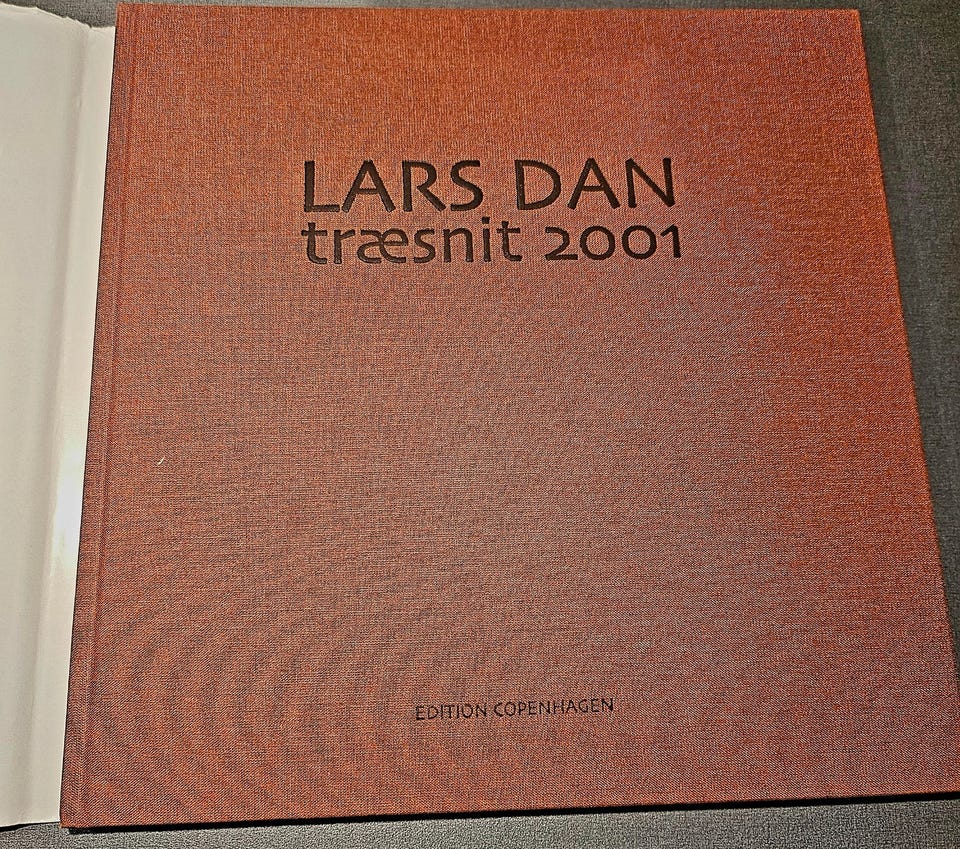 LARS DAN
træsnit 2001
EDITION COPENHAGEN